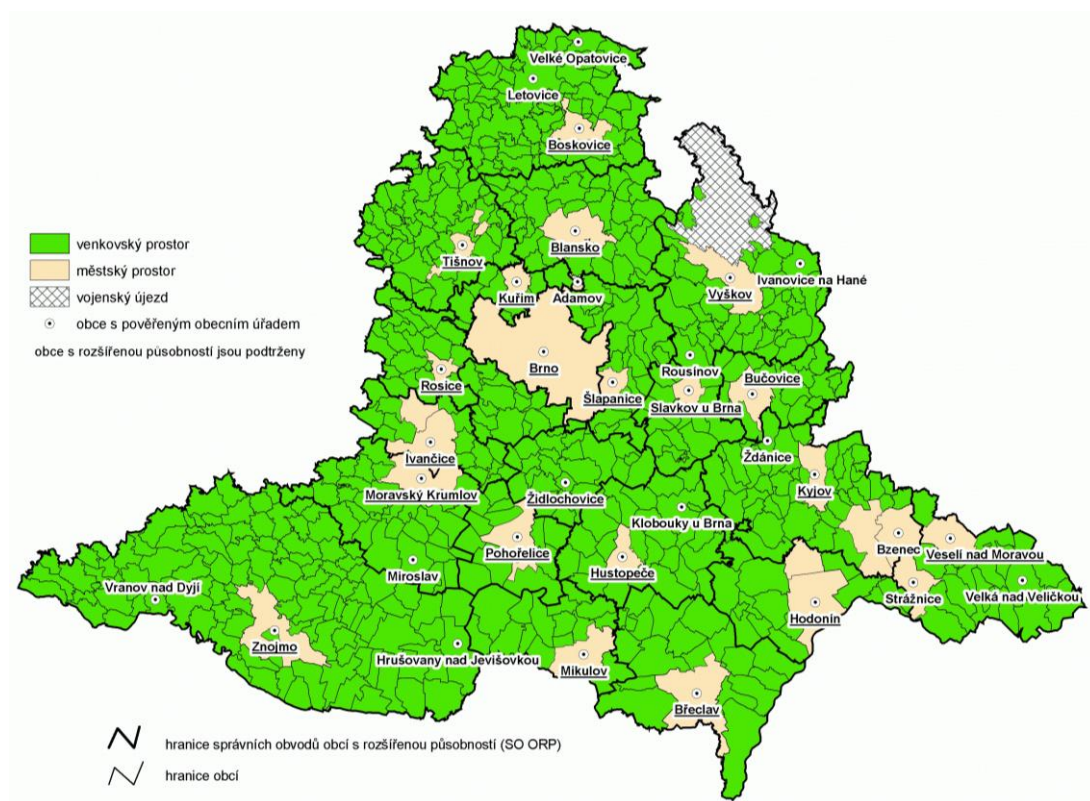 Velké Opatovice
Letovice
Boskovice
venkovský prostor
městský prostor
vojenský újezd
obce s pověřeným obecním úřadem
obce s rozšířenou působností jsou podtrženy
Tišnov
Blansko
Kuřim
Adamov
Vyškov
Ivanovice na Hané
Brno
Rosice
Šlapanice
Rousínov
Slavkov u Brna
Bučovice
Ivančice
Moravský Krumlov
Ždánice
Židlochovice
Kyjov
Klobouky u Brna
Pohořelice
Hustopeče
Bzenec
Veselí nad Moravou
Miroslav
Vranov nad Dyjí
Strážnice
Velká nad Veličkou
Hodonín
Znojmo
Hrušovany nad Jevišovkou
Mikulov
Břeclav
hranice správních obvodů obcí s rozšířenou působností (SO ORP)
hranice obcí